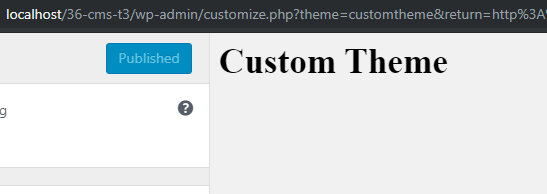 localhost/36-cms-t3/wp-admin/customize.php?theme=customtheme&return=http%3A%
Published
Custom Theme
g